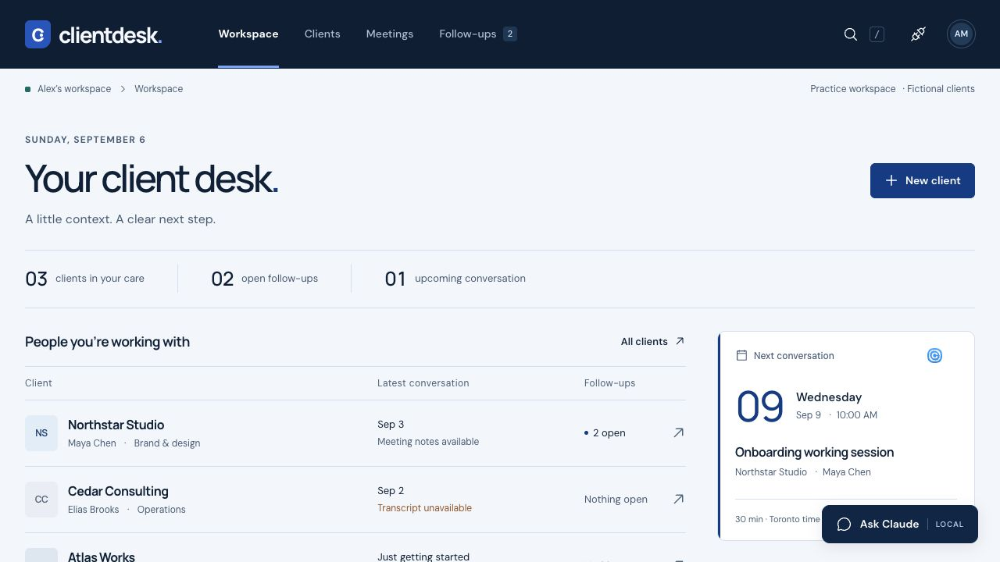 clientdesk.
Workspace
Clients
Meetings
Follow-ups 2
/
AM
Alex’s workspace
Workspace
Practice workspace · Fictional clients
SUNDAY, SEPTEMBER 6
Your client desk.
New client
A little context. A clear next step.
03 clients in your care
02 open follow-ups
01 upcoming conversation
People you’re working with
All clients
Client
Latest conversation
Follow-ups
NS
Northstar Studio
Maya Chen · Brand & design
Sep 3
Meeting notes available
2 open
CC
Cedar Consulting
Elias Brooks · Operations
Sep 2
Transcript unavailable
Nothing open
Atlas Works
Just getting started
Next conversation
09
Wednesday
Sep 9 · 10:00 AM
Onboarding working session
Northstar Studio · Maya Chen
30 min · Toronto time
Ask Claude
LOCAL